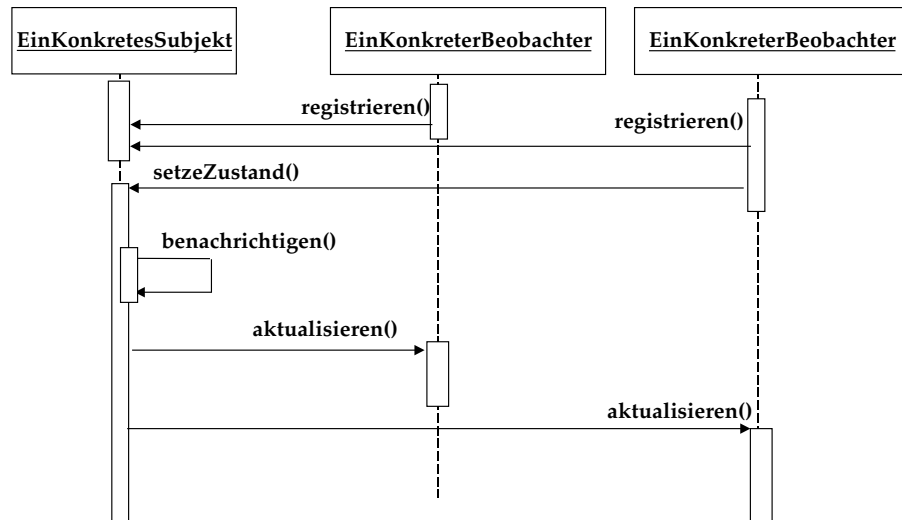 EinKonkretesSubjekt
EinKonkreterBeobachter
EinKonkreterBeobachter
registrieren()
registrieren()
setzeZustand()
benachrichtigen()
aktualisieren()
aktualisieren()